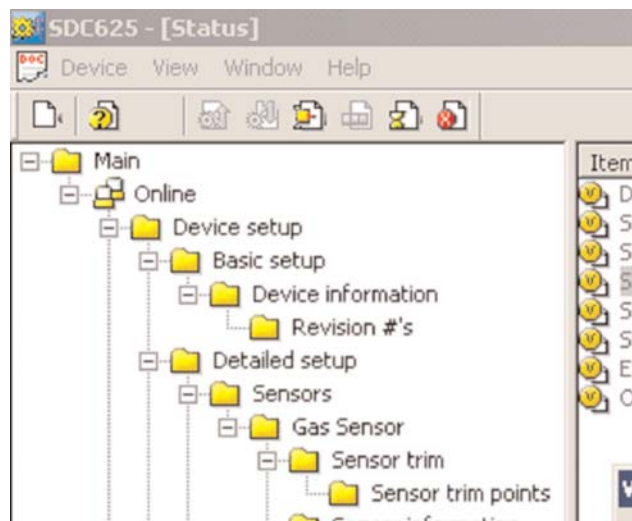 SDC625 - [Status]
DOC Device View Window Help
Main
Online
Device setup
Basic setup
Device information
Revision #'s
Detailed setup
Sensors
Gas Sensor
Sensor trim
Sensor trim points
Item
D
S
S
S
S
S
E
O